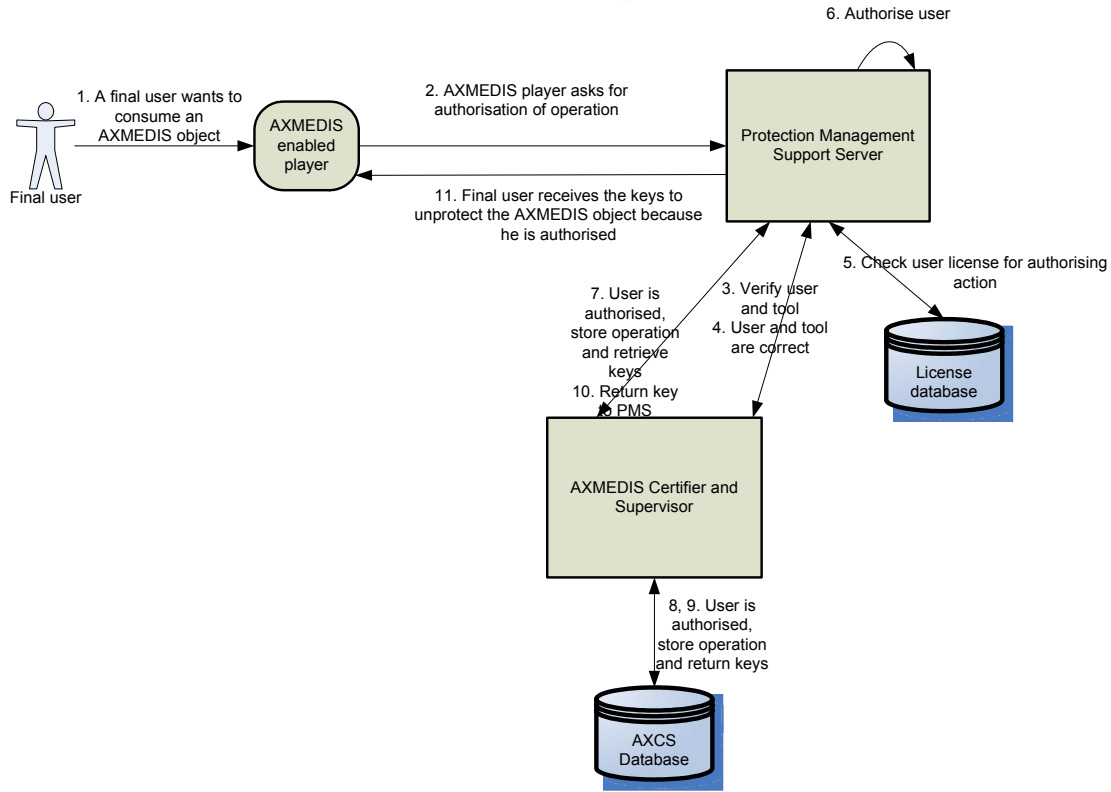 6. Authorise user
1. A final user wants to
consume an
AXMEDIS object
Final user
AXMEDIS
enabled
player
2. AXMEDIS player asks for
authorisation of operation
Protection Management
Support Server
11. Final user receives the keys to
unprotect the AXMEDIS object because
he is authorised
5. Check user license for authorising
action
7. User is
authorised,
store operation
and retrieve
keys
10. Return key
to PMS
3. Verify user
and tool
4. User and tool
are correct
License
database
AXMEDIS Certifier and
Supervisor
8, 9. User is
authorised,
store operation
and return keys
AXCS
Database